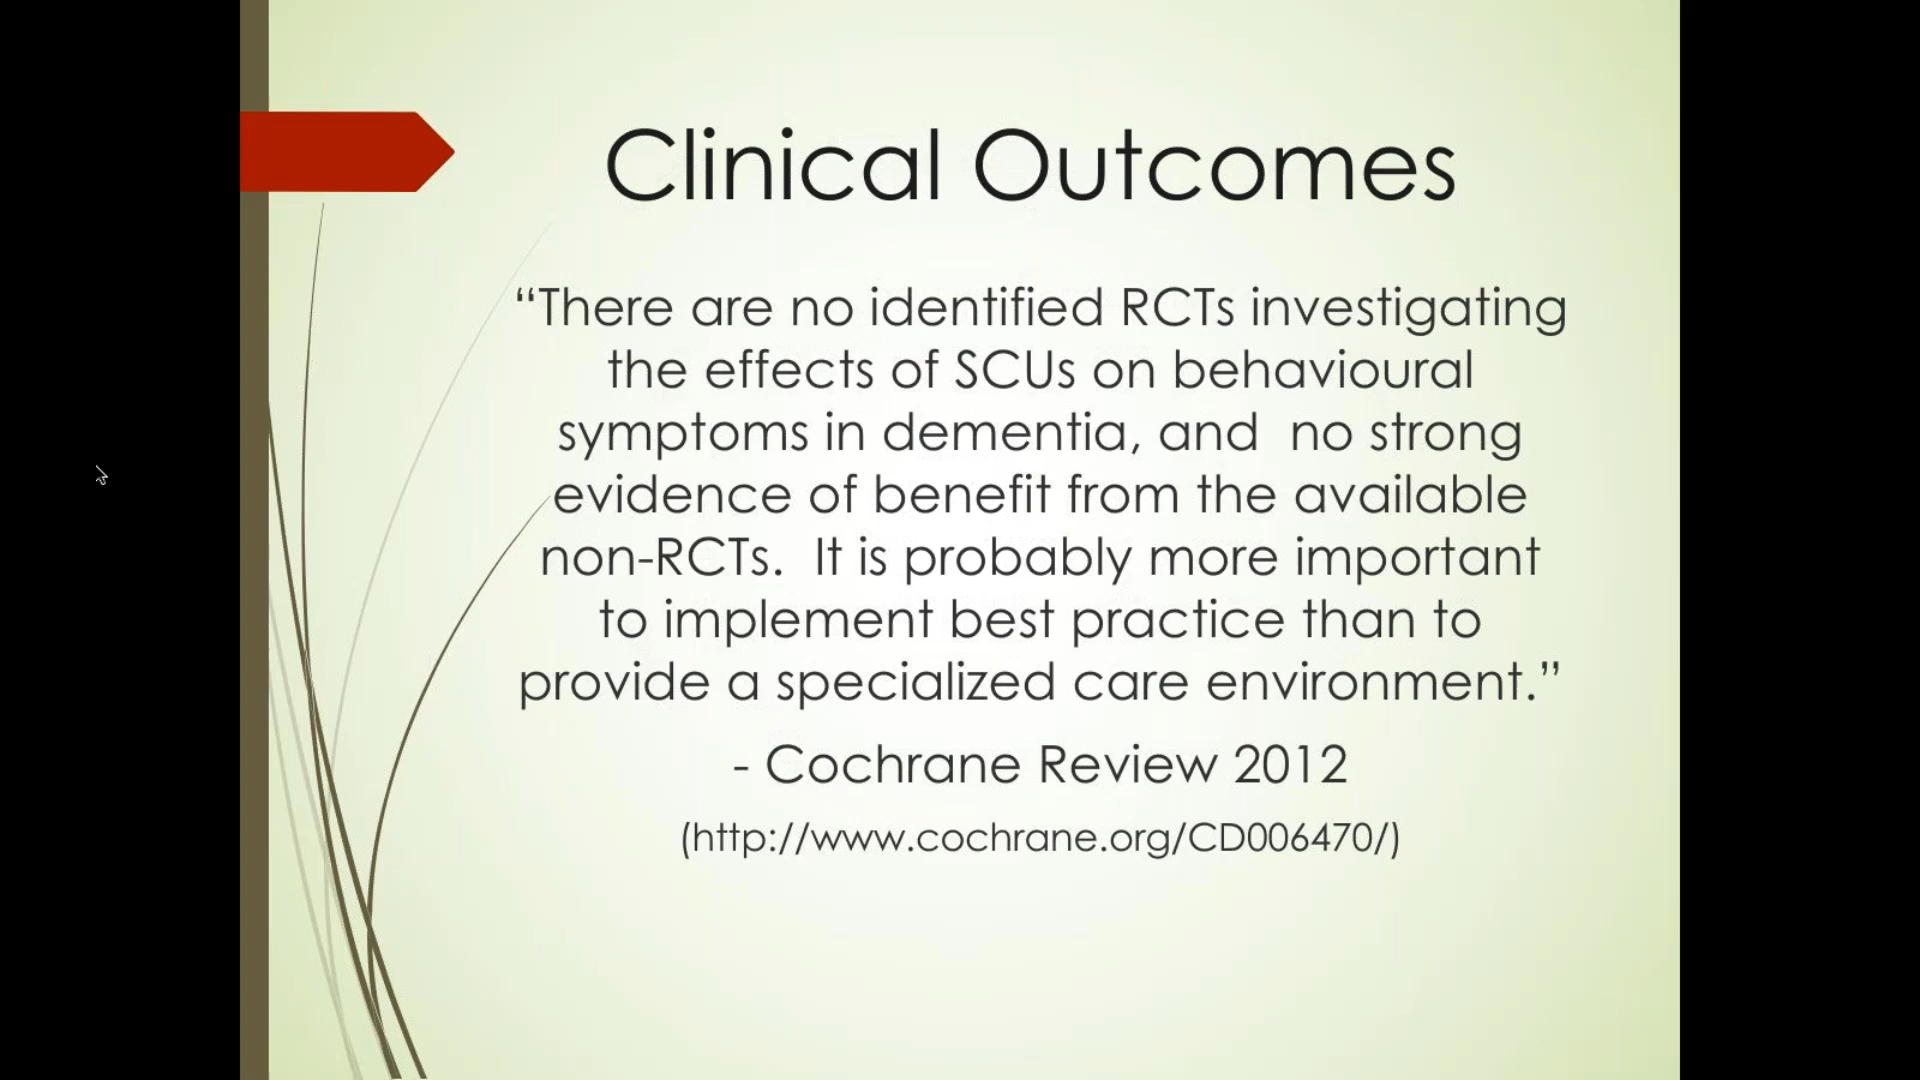 Clinical Outcomes
“There are no identified RCTs investigating
the effects of SCUs on behavioural
symptoms in dementia, and  no strong
evidence of benefit from the available
non-RCTs.  It is probably more important
to implement best practice than to
provide a specialized care environment.”
- Cochrane Review 2012
(http://www.cochrane.org/CD006470/)